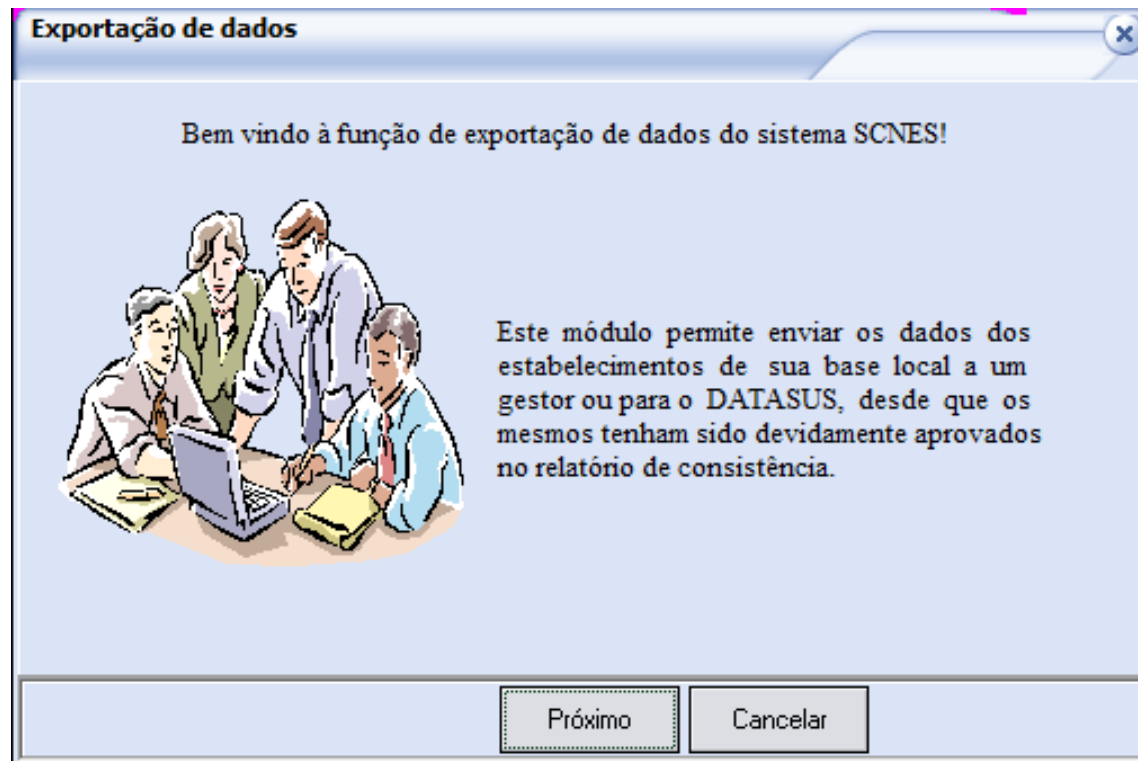 Exportação de dados
Bem vindo à função de exportação de dados do sistema SCNES!
Este módulo permite enviar os dados dos
estabelecimentos de sua base local a um
gestor ou para o DATASUS, desde que os
mesmos tenham sido devidamente aprovados
no relatório de consistência.
Próximo
Cancelar